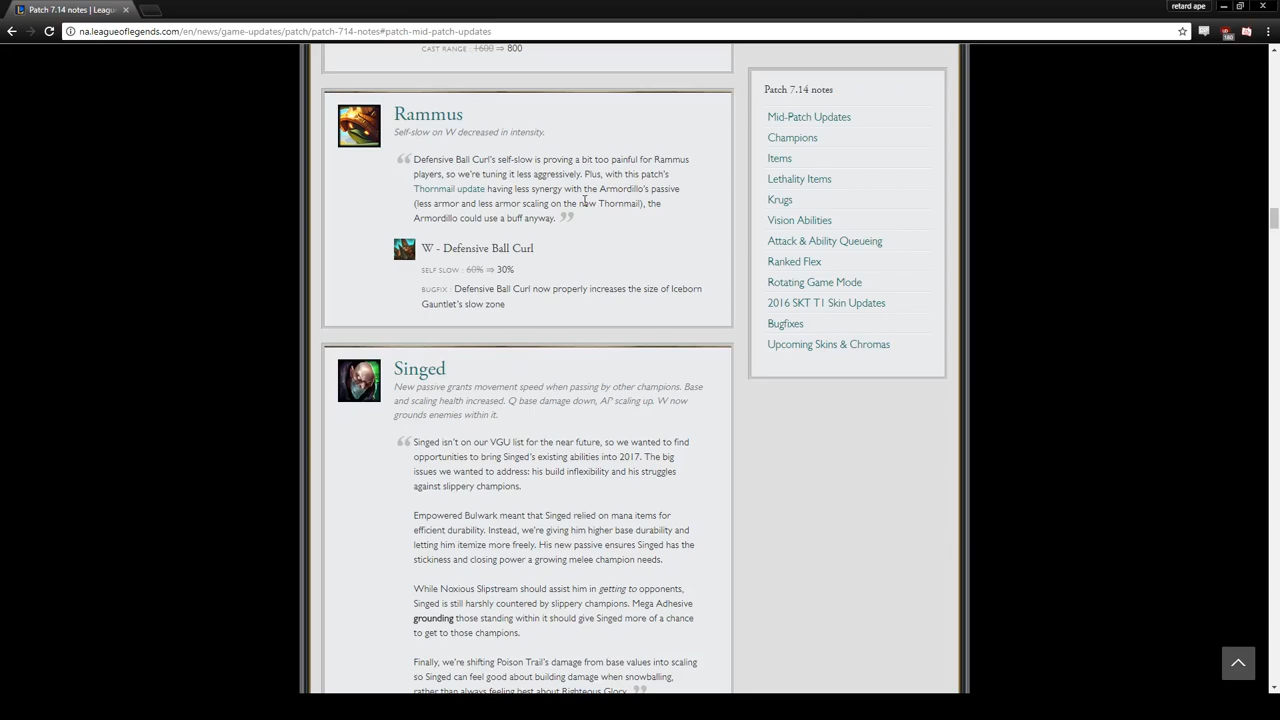 Patch 7.14 notes | Leagu
retard ape
na.leagueoflegends.com/en/news/game-updates/patch/patch-714-notes#patch-mid-patch-updates
180
CAST RANGE : +600 ⇒ 800
Rammus
Self-slow on W decreased in intensity.
Defensive Ball Curl's self-slow is proving a bit too painful for Rammus
players, so we're tuning it less aggressively. Plus, with this patch's
Thornmail update having less synergy with the Armordillo's passive
(less armor and less armor scaling on the new Thornmail), the
Armordillo could use a buff anyway.
W - Defensive Ball Curl
SELF SLOW : 60% ⇒ 30%
BUGFIX : Defensive Ball Curl now properly increases the size of Iceborn
Gauntlet's slow zone
Singed
New passive grants movement speed when passing by other champions. Base
and scaling health increased. Q base damage down, AP scaling up. W now
grounds enemies within it.
Singed isn't on our VGU list for the near future, so we wanted to find
opportunities to bring Singed's existing abilities into 2017. The big
issues we wanted to address: his build inflexibility and his struggles
against slippery champions.
Empowered Bulwark meant that Singed relied on mana items for
efficient durability. Instead, we're giving him higher base durability and
letting him itemize more freely. His new passive ensures Singed has the
stickiness and closing power a growing melee champion needs.
While Noxious Slipstream should assist him in getting to opponents,
Singed is still harshly countered by slippery champions. Mega Adhesive
grounding those standing within it should give Singed more of a chance
to get to those champions.
Finally, we're shifting Poison Trail's damage from base values into scaling
so Singed can feel good about building damage when snowballing,
rather than always feeling best about Righteous Glory.
Patch 7.14 notes
Mid-Patch Updates
Champions
Items
Lethality Items
Krugs
Vision Abilities
Attack & Ability Queueing
Ranked Flex
Rotating Game Mode
2016 SKT T1 Skin Updates
Bugfixes
Upcoming Skins & Chromas